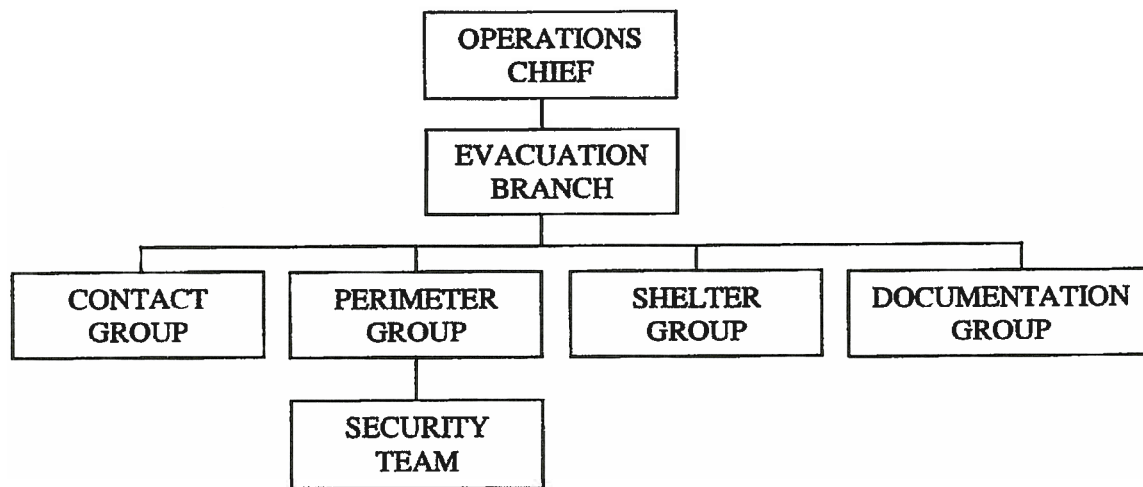 OPERATIONS
CHIEF
EVACUATION
BRANCH
CONTACT
GROUP
PERIMETER
GROUP
SHELTER
GROUP
DOCUMENTATION
GROUP
SECURITY
TEAM